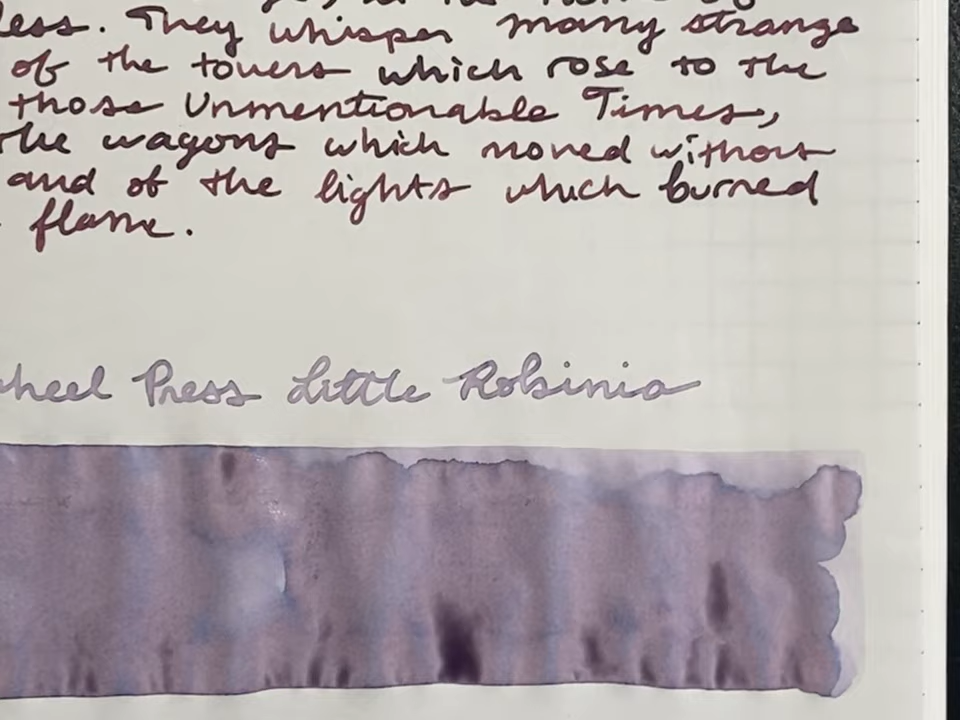 less. They whisper many strange
of the towers which rose to the
those Unmentionable Times,
the wagons which moved without
and of the lights which burned
flame.
wheel Press Little Robinia